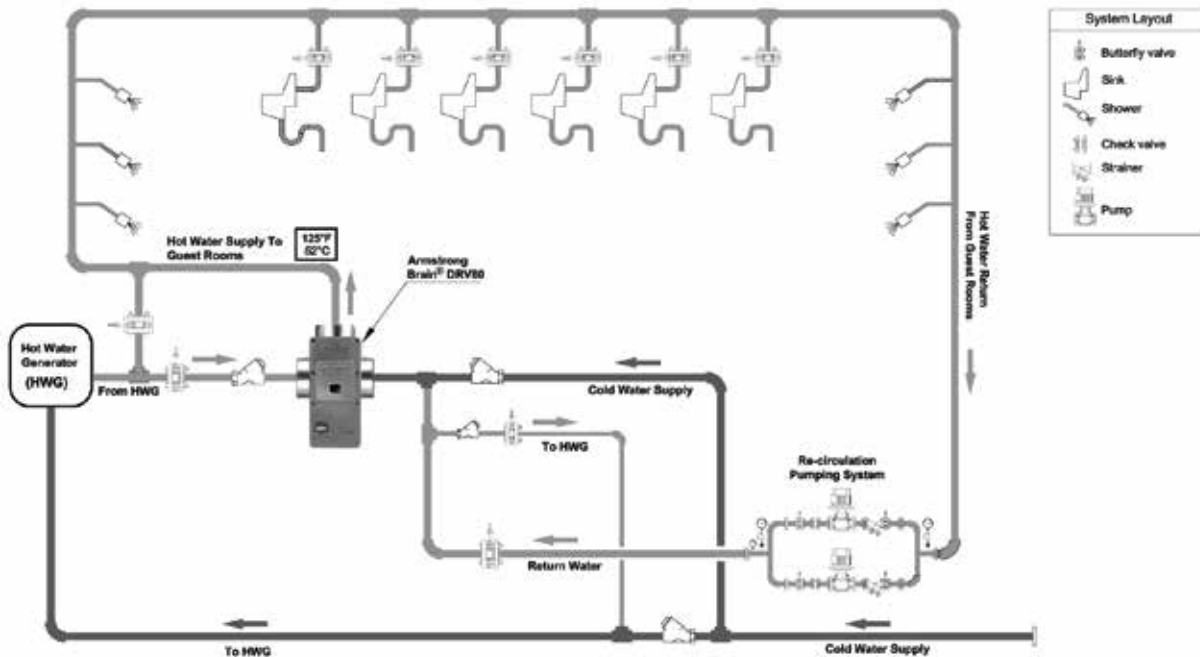 System Layout
Butterfly valve
Sink
Shower
Check valve
Strainer
Pump
Hot Water Supply To
Guest Rooms
125°F
52°C
Armstrong
Brain® DRV80
Hot Water Return
From Guest Rooms
Hot Water
Generator
(HWG)
From HWG
Cold Water Supply
To HWG
Re-circulation
Pumping System
Return Water
To HWG
Cold Water Supply